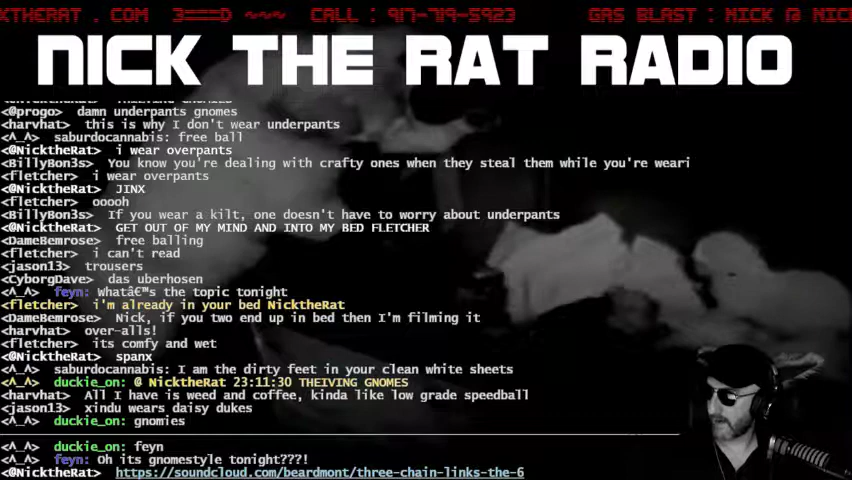 KTHERAT . COM 3===D ~~~ CALL : 917-719-5923 GAS BLAST : NICK @ NICK
NICK THE RAT RADIO
<@progo> damn underpants gnomes
<harvhat> this is why I don't wear underpants
<^_^> saburdocannabis: free ball
<@NicktheRat> i wear overpants
<BillyBon3s> You know you're dealing with crafty ones when they steal them while you're weari
<fletcher> i wear overpants
<@NicktheRat> JINX
<fletcher> ooooh
<BillyBon3s> If you wear a kilt, one doesn't have to worry about underpants
<@NicktheRat> GET OUT OF MY MIND AND INTO MY BED FLETCHER
<DameBemrose> free balling
<fletcher> i can't read
<jason13> trousers
<CyborgDave> das uberhosen
<^_^> feyn: Whatâ€™s the topic tonight
<fletcher> i'm already in your bed NicktheRat
<DameBemrose> Nick, if you two end up in bed then I'm filming it
<harvhat> over-alls!
<fletcher> its comfy and wet
<@NicktheRat> spanx
<^_^> saburdocannabis: I am the dirty feet in your clean white sheets
<^_^> duckie_on: @ NicktheRat 23:11:30 THEIVING GNOMES
<harvhat> All I have is weed and coffee, kinda like low grade speedball
<jason13> xindu wears daisy dukes
<^_^> duckie_on: gnomies
<^_^> duckie_on: feyn
<^_^> feyn: Oh its gnomestyle tonight???!
<@NicktheRat> https://soundcloud.com/beardmont/three-chain-links-the-6